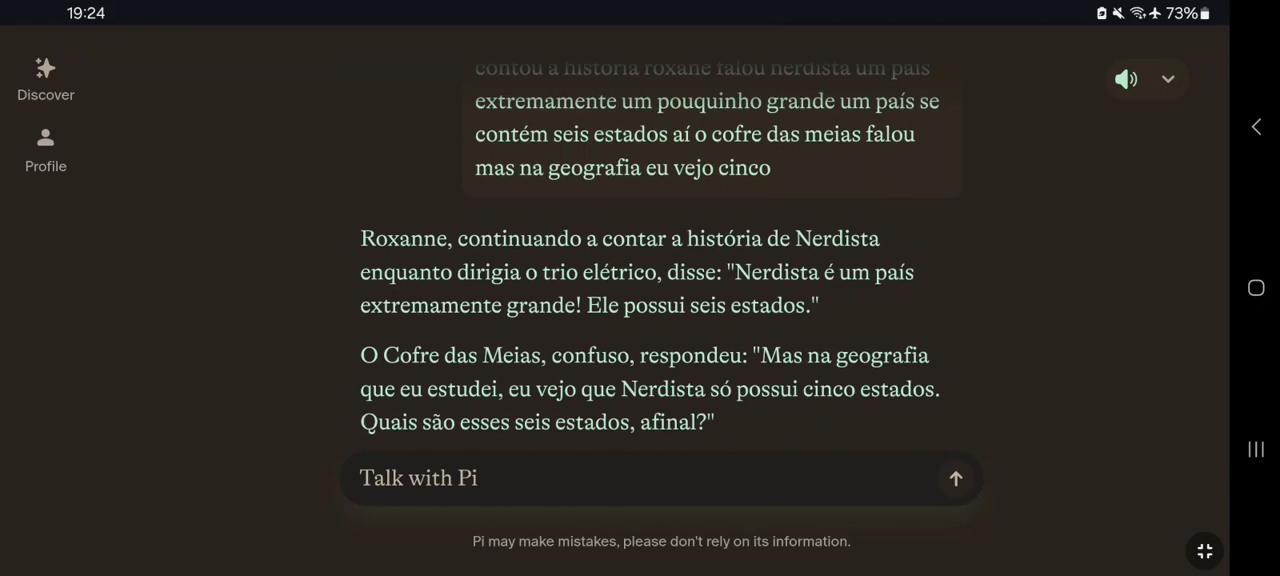 19:24
73%
Discover
Profile
contou a história roxane falou nerdista um país
extremamente um pouquinho grande um país se
contém seis estados aí o cofre das meias falou
mas na geografia eu vejo cinco
Roxanne, continuando a contar a história de Nerdista
enquanto dirigia o trio elétrico, disse: "Nerdista é um país
extremamente grande! Ele possui seis estados."
O Cofre das Meias, confuso, respondeu: "Mas na geografia
que eu estudei, eu vejo que Nerdista só possui cinco estados.
Quais são esses seis estados, afinal?"
Talk with Pi
Pi may make mistakes, please don't rely on its information.